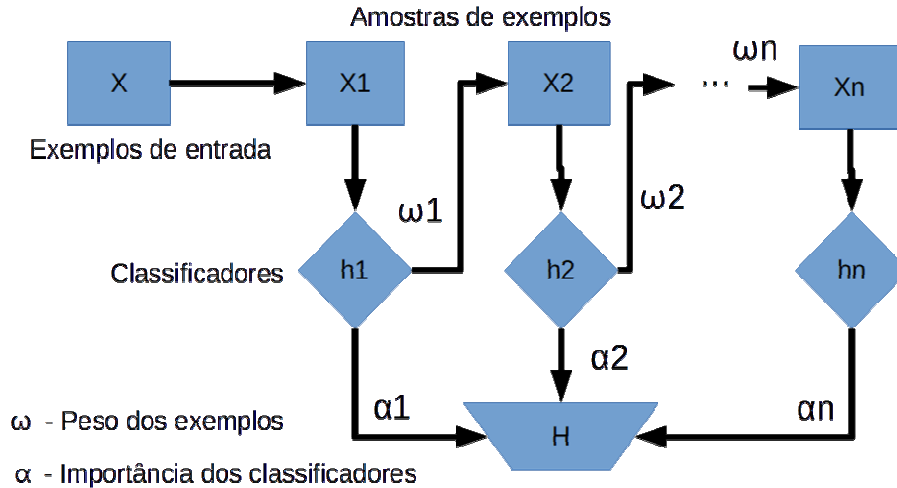 Amostras de exemplos
X
X1
X2
ωn
...
Xn
Exemplos de entrada
ω1
ω2
Classificadores
h1
h2
hn
α1
α2
αn
ω - Peso dos exemplos
H
α - Importância dos classificadores